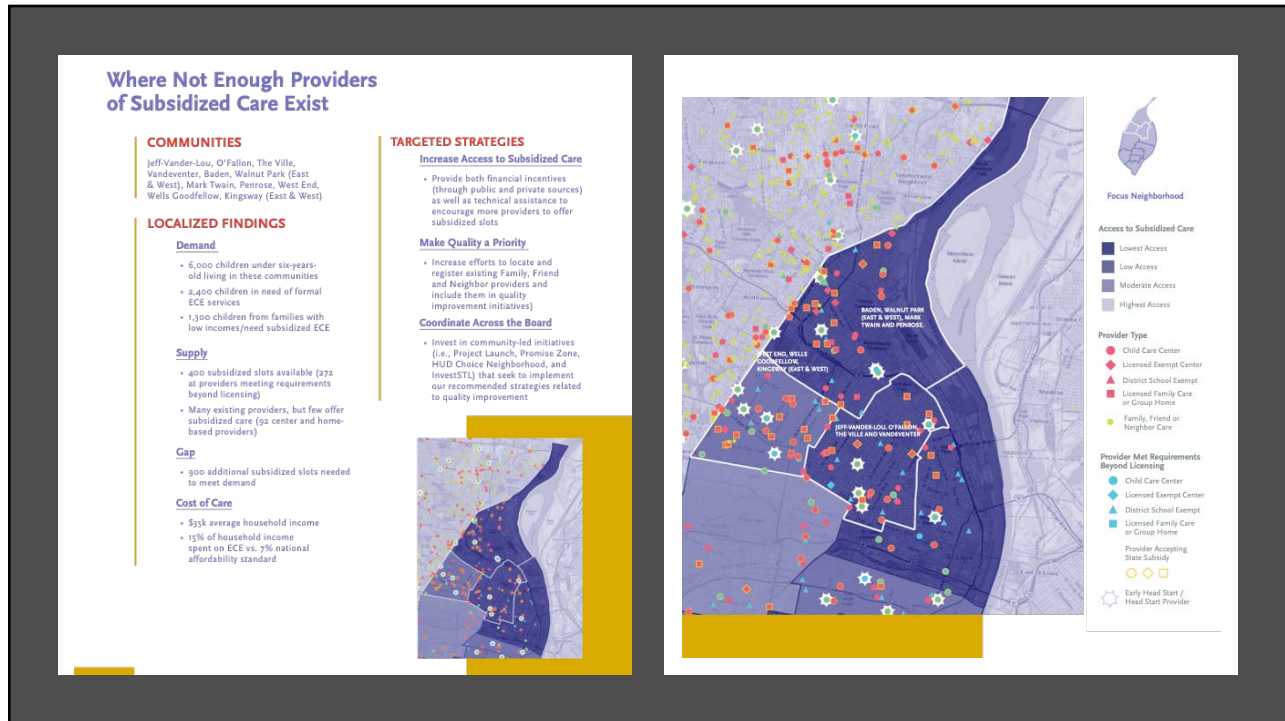 Where Not Enough Providers
of Subsidized Care Exist
COMMUNITIES
Jeff-Vander-Lou, O'Fallon, The Ville,
Vandeventer, Baden, Walnut Park (East
& West), Mark Twain, Penrose, West End,
Wells Goodfellow, Kingsway (East & West)
LOCALIZED FINDINGS
Demand
• 6,000 children under six-years-
old living in these communities
• 2,400 children in need of formal
ECE services
• 1,300 children from families with
low incomes/need subsidized ECE
Supply
• 400 subsidized slots available (272
at providers meeting requirements
beyond licensing)
• Many existing providers, but few offer
subsidized care (92 center and home-
based providers)
Gap
• 900 additional subsidized slots needed
to meet demand
Cost of Care
• $35k average household income
• 15% of household income
spent on ECE vs. 7% national
affordability standard
TARGETED STRATEGIES
Increase Access to Subsidized Care
• Provide both financial incentives
(through public and private sources)
as well as technical assistance to
encourage more providers to offer
subsidized slots
Make Quality a Priority
• Increase efforts to locate and
register existing Family, Friend
and Neighbor providers and
include them in quality
improvement initiatives)
Coordinate Across the Board
• Invest in community-led initiatives
(i.e., Project Launch, Promise Zone,
HUD Choice Neighborhood, and
InvestSTL) that seek to implement
our recommended strategies related
to quality improvement
BADEN, WALNUT PARK
(EAST & WEST), MARK
TWAIN AND PENROSE,
WEST END, WELLS
GOODFELLOW,
KINGSWAY (EAST & WEST)
JEFF-VANDER-LOU, O'FALLON,
THE VILLE AND VANDEVENTER
Focus Neighborhood
Access to Subsidized Care
Lowest Access
Low Access
Moderate Access
Highest Access
Provider Type
Child Care Center
Licensed Exempt Center
District School Exempt
Licensed Family Care
or Group Home
Family, Friend or
Neighbor Care
Provider Met Requirements
Beyond Licensing
Child Care Center
Licensed Exempt Center
District School Exempt
Licensed Family Care
or Group Home
Provider Accepting
State Subsidy
Early Head Start /
Head Start Provider